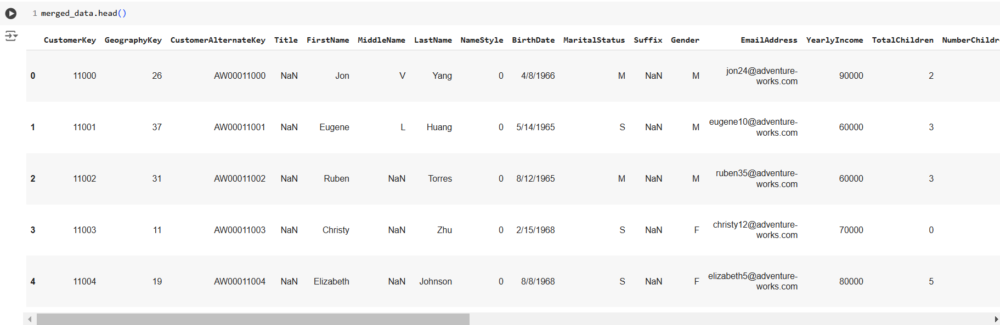 1 merged_data.head()
CustomerKey GeographyKey CustomerAlternateKey Title FirstName MiddleName LastName NameStyle BirthDate MaritalStatus Suffix Gender EmailAddress YearlyIncome TotalChildren NumberChildr
0 11000 26 AW00011000 NaN Jon V Yang 0 4/8/1966 M NaN M jon24@adventure-
works.com 90000 2
1 11001 37 AW00011001 NaN Eugene L Huang 0 5/14/1965 S NaN M eugene10@adventure-
works.com 60000 3
2 11002 31 AW00011002 NaN Ruben NaN Torres 0 8/12/1965 M NaN M ruben35@adventure-
works.com 60000 3
3 11003 11 AW00011003 NaN Christy NaN Zhu 0 2/15/1968 S NaN F christy12@adventure-
works.com 70000 0
4 11004 19 AW00011004 NaN Elizabeth NaN Johnson 0 8/8/1968 S NaN F elizabeth5@adventure-
works.com 80000 5